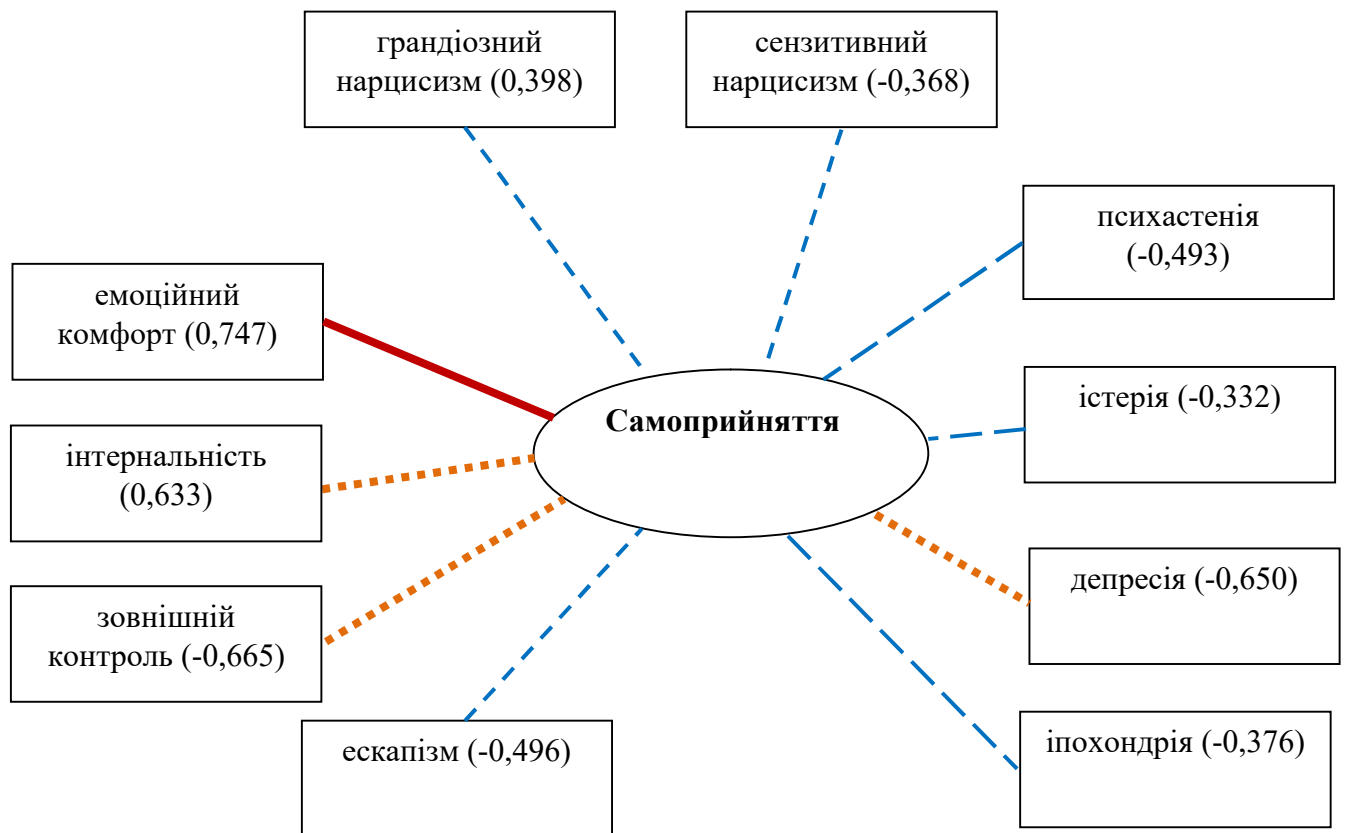 грандіозний
нарцисизм (0,398)
сензитивний
нарцисизм (-0,368)
психастенія
(-0,493)
емоційний
комфорт (0,747)
істерія (-0,332)
Самоприйняття
інтернальність
(0,633)
депресія (-0,650)
зовнішній
контроль (-0,665)
іпохондрія (-0,376)
ескапізм (-0,496)